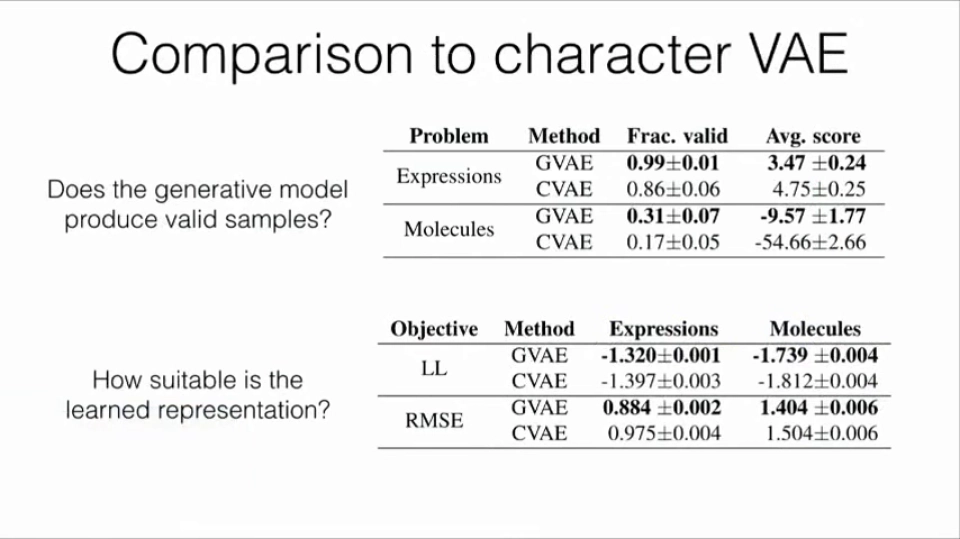 Comparison to character VAE
Does the generative model
produce valid samples?
Problem Method Frac. valid Avg. score
Expressions GVAE 0.99±0.01 3.47 ±0.24
CVAE 0.86±0.06 4.75±0.25
Molecules GVAE 0.31±0.07 -9.57 ±1.77
CVAE 0.17±0.05 -54.66±2.66
How suitable is the
learned representation?
Objective Method Expressions Molecules
LL GVAE -1.320±0.001 -1.739 ±0.004
CVAE -1.397±0.003 -1.812±0.004
RMSE GVAE 0.884 ±0.002 1.404 ±0.006
CVAE 0.975±0.004 1.504±0.006